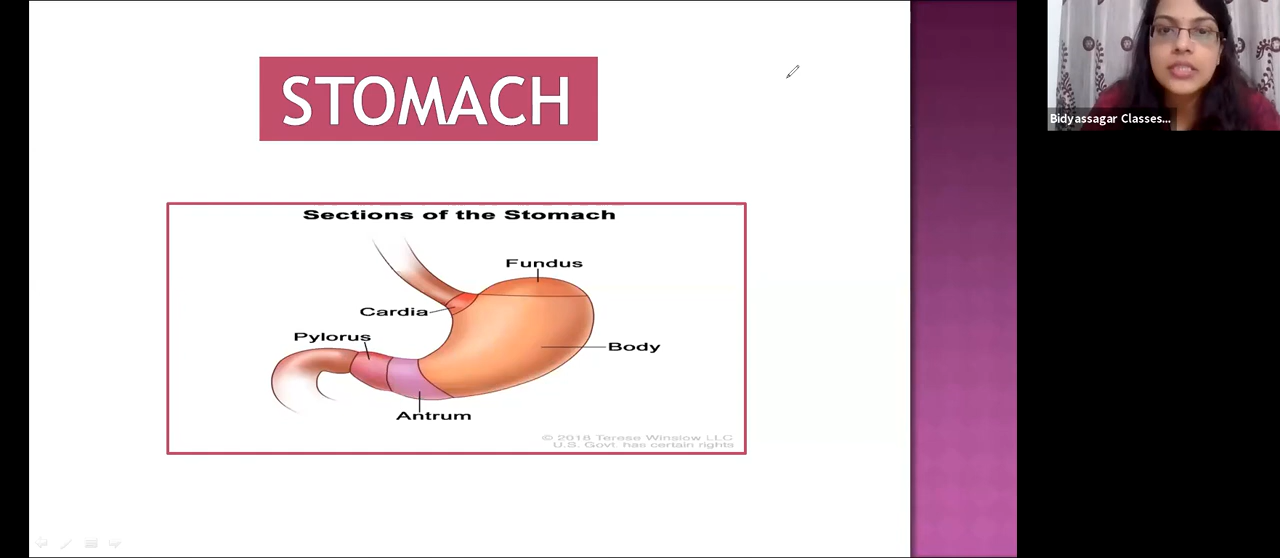 STOMACH
Sections of the Stomach
Fundus
Cardia
Pylorus
Body
Antrum
© 2018 Terese Winslow LLC
U.S. Govt. has certain rights
Bidyassagar Classes...